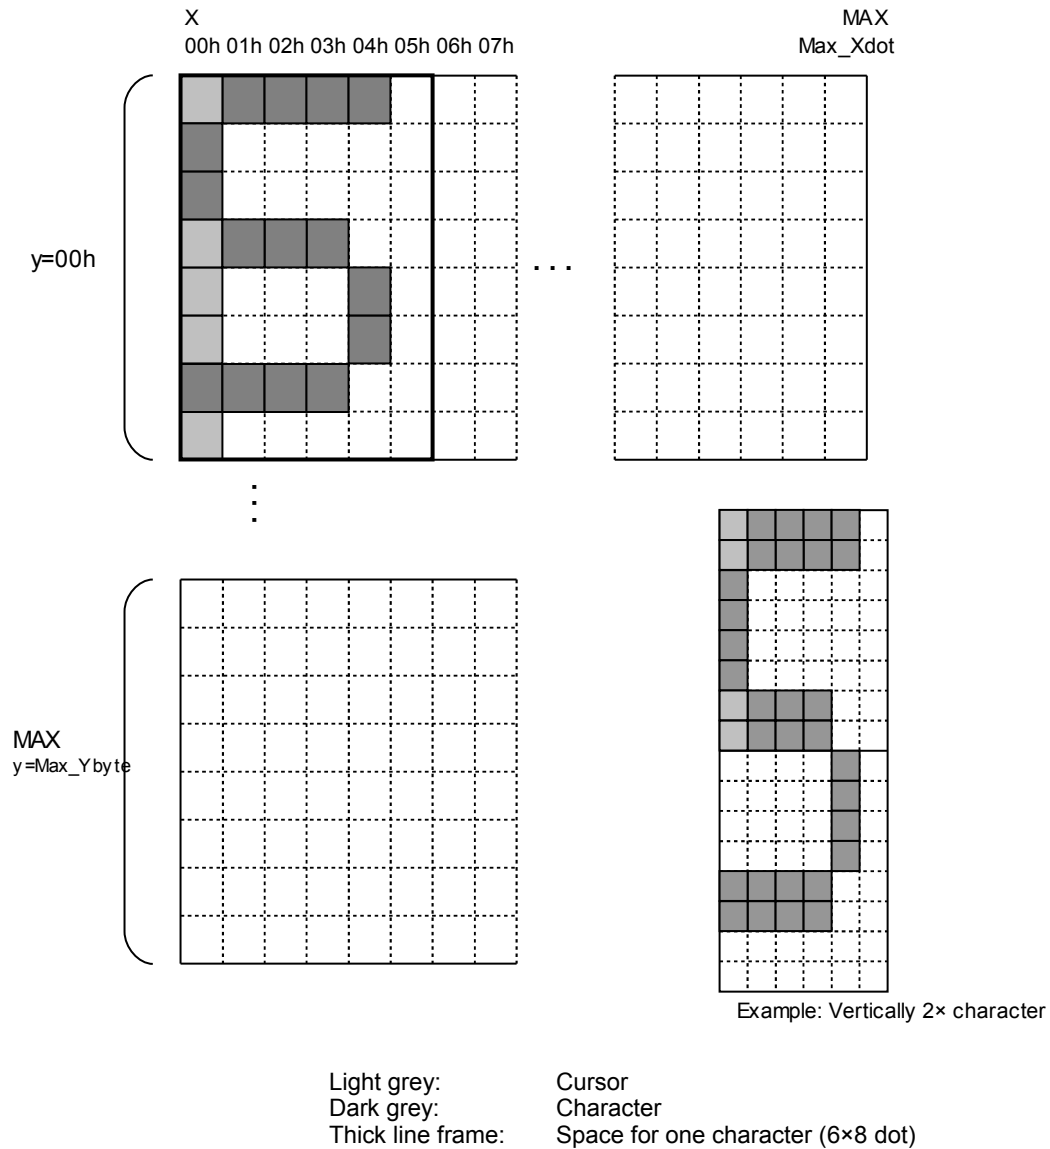 X MAX
00h 01h 02h 03h 04h 05h 06h 07h Max_Xdot
y=00h
. . .
MAX
y=Max_Ybyte
Example: Vertically 2× character
Light grey: Cursor
Dark grey: Character
Thick line frame: Space for one character (6×8 dot)